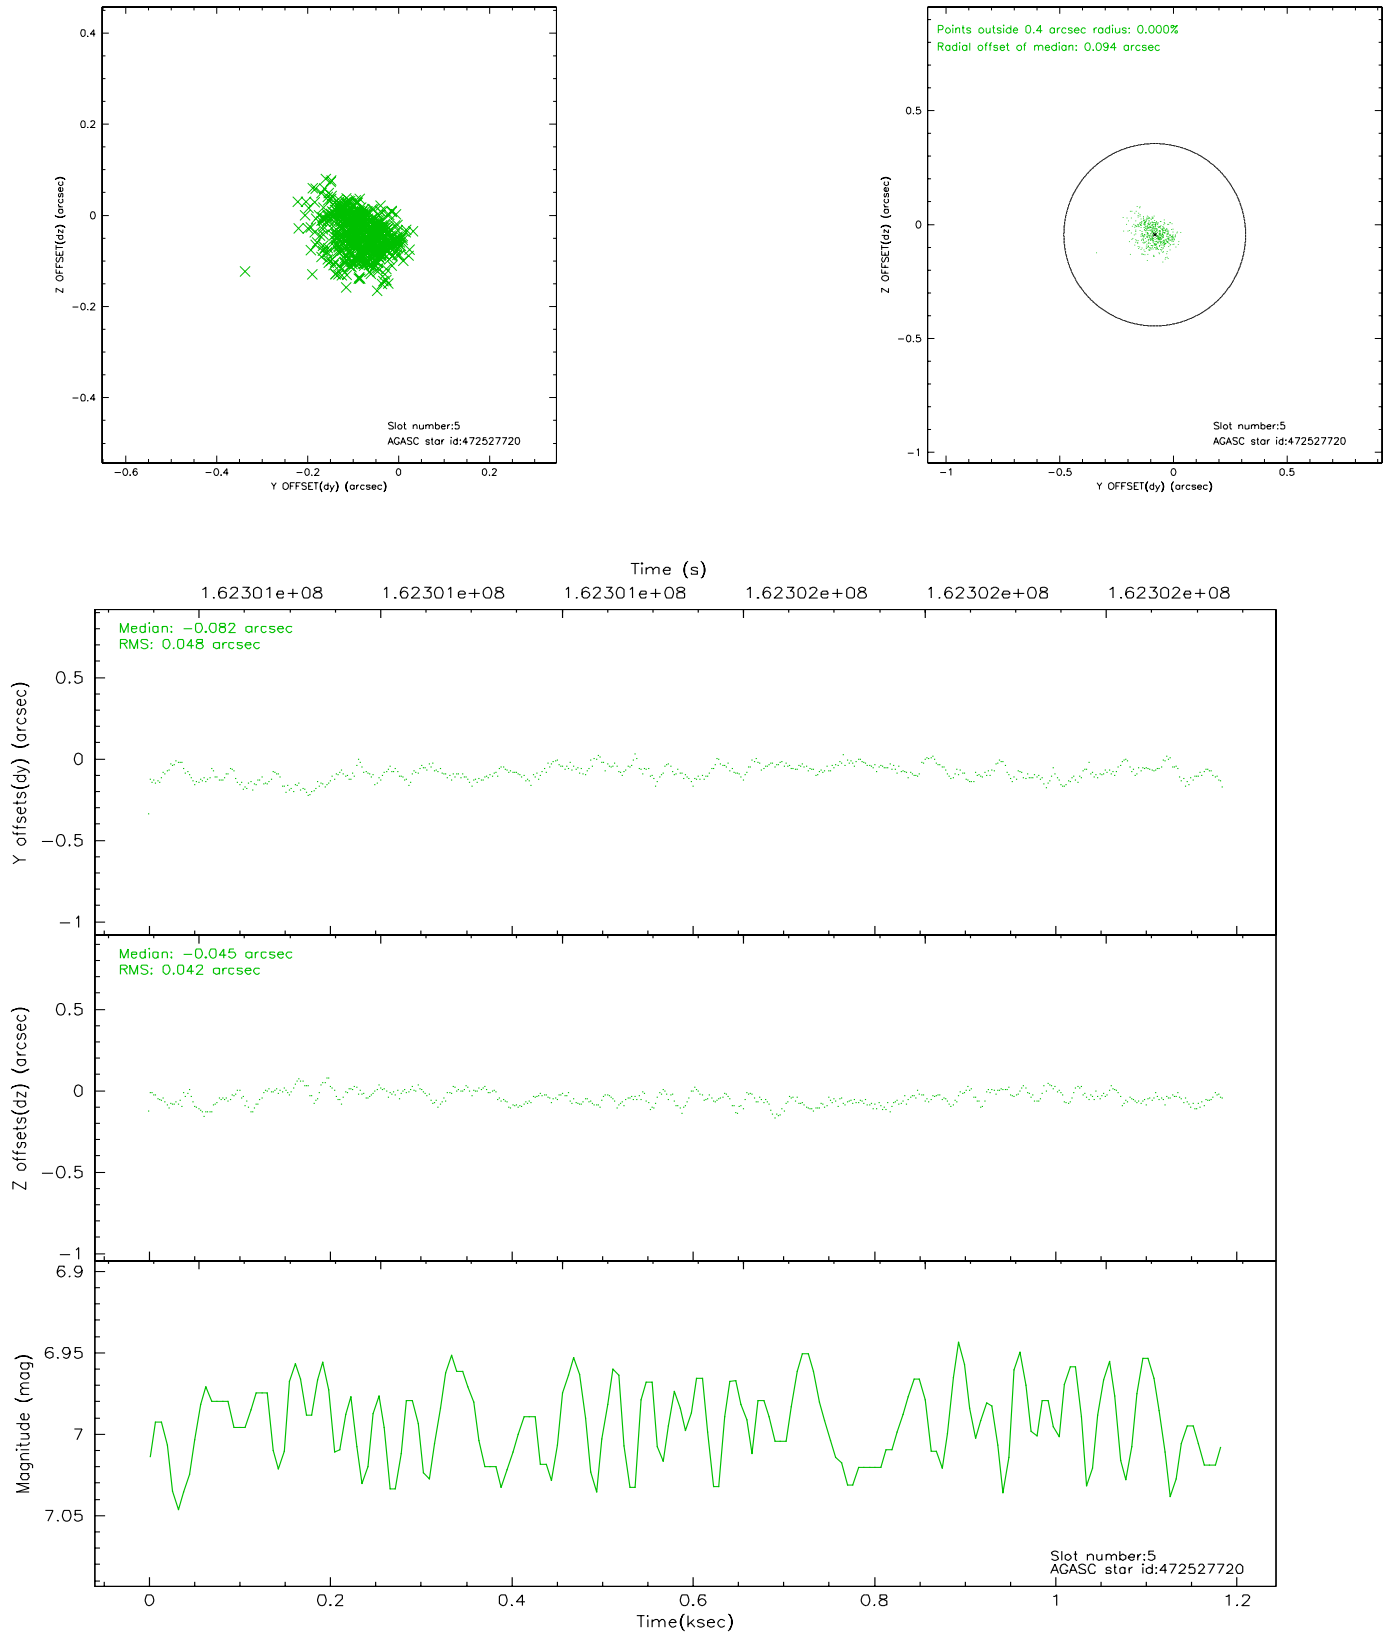 0.4
0.2
0
−0.2
−0.4
Z OFFSET(dz) (arcsec)
Slot number:5
AGASC star id:472527720
−0.6 −0.4 −0.2 0 0.2
Y OFFSET(dy) (arcsec)
Points outside 0.4 arcsec radius: 0.000%
Radial offset of median: 0.094 arcsec
0.5
0
−0.5
−1
Z OFFSET(dz) (arcsec)
Slot number:5
AGASC star id:472527720
−1 −0.5 0 0.5
Y OFFSET(dy) (arcsec)
Time (s)
1.62301e+08 1.62301e+08 1.62301e+08 1.62302e+08 1.62302e+08 1.62302e+08
Median: −0.082 arcsec
RMS: 0.048 arcsec
0.5
0
−0.5
−1
Y offsets(dy) (arcsec)
Median: −0.045 arcsec
RMS: 0.042 arcsec
0.5
0
−0.5
−1
Z offsets(dz) (arcsec)
6.9
6.95
7
7.05
Magnitude (mag)
Slot number:5
AGASC star id:472527720
0 0.2 0.4 0.6 0.8 1 1.2
Time(ksec)